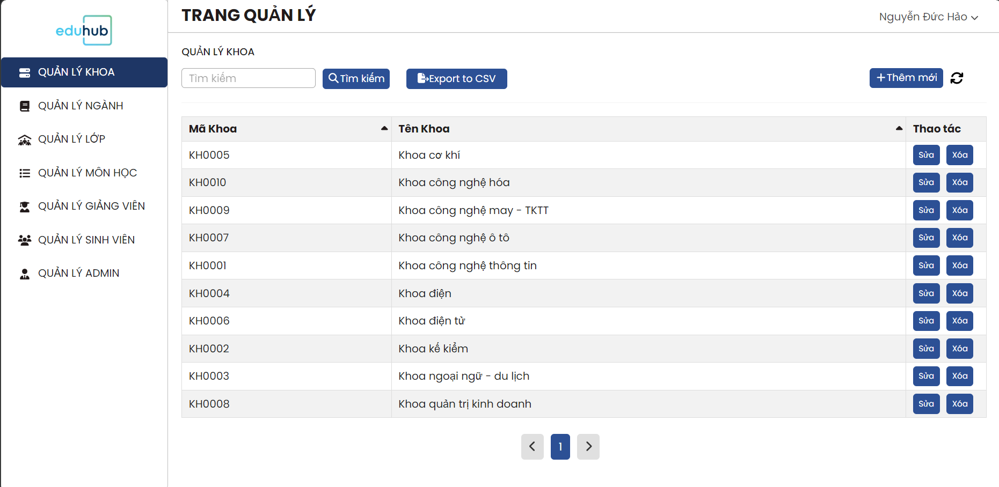 eduhub
TRANG QUẢN LÝ
Nguyễn Đức Hảo
QUẢN LÝ KHOA
QUẢN LÝ NGÀNH
QUẢN LÝ LỚP
QUẢN LÝ MÔN HỌC
QUẢN LÝ GIẢNG VIÊN
QUẢN LÝ SINH VIÊN
QUẢN LÝ ADMIN
QUẢN LÝ KHOA
Tìm kiếm Tìm kiếm Export to CSV Thêm mới
Mã Khoa Tên Khoa Thao tác
KH0005 Khoa cơ khí Sửa Xóa
KH0010 Khoa công nghệ hóa Sửa Xóa
KH0009 Khoa công nghệ may - TKTT Sửa Xóa
KH0007 Khoa công nghệ ô tô Sửa Xóa
KH0001 Khoa công nghệ thông tin Sửa Xóa
KH0004 Khoa điện Sửa Xóa
KH0006 Khoa điện tử Sửa Xóa
KH0002 Khoa kế kiểm Sửa Xóa
KH0003 Khoa ngoại ngữ - du lịch Sửa Xóa
KH0008 Khoa quản trị kinh doanh Sửa Xóa
1